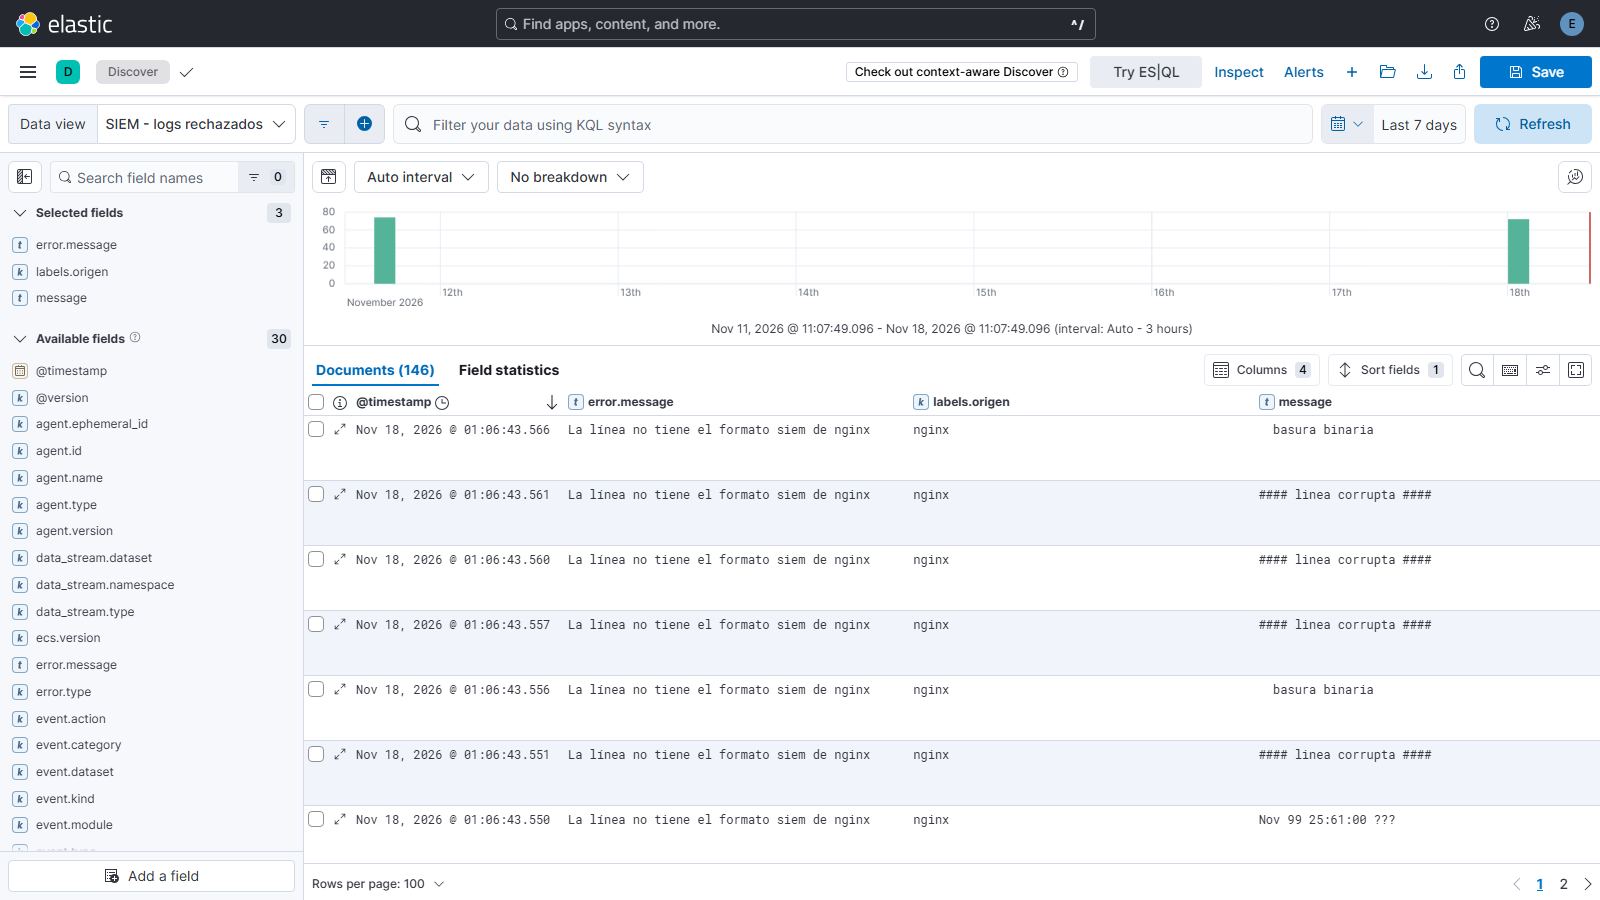 elastic
Find apps, content, and more.
^/
E
D
Discover
Check out context-aware Discover
Try ES|QL
Inspect
Alerts
Save
Data view
SIEM - logs rechazados
Filter your data using KQL syntax
Last 7 days
Refresh
Search field names
0
Selected fields
3
t error.message
k labels.origen
t message
Available fields
30
@timestamp
k @version
k agent.ephemeral_id
k agent.id
k agent.name
k agent.type
k agent.version
k data_stream.dataset
k data_stream.namespace
k data_stream.type
k ecs.version
t error.message
k error.type
k event.action
k event.category
k event.dataset
k event.kind
k event.module
Add a field
Auto interval
No breakdown
80
60
40
20
0
12th
13th
14th
15th
16th
17th
18th
November 2026
Nov 11, 2026 @ 11:07:49.096 - Nov 18, 2026 @ 11:07:49.096 (interval: Auto - 3 hours)
Documents (146)
Field statistics
Columns 4
Sort fields 1
@timestamp
t error.message
k labels.origen
t message
Nov 18, 2026 @ 01:06:43.566 La línea no tiene el formato siem de nginx nginx basura binaria
Nov 18, 2026 @ 01:06:43.561 La línea no tiene el formato siem de nginx nginx #### linea corrupta ####
Nov 18, 2026 @ 01:06:43.560 La línea no tiene el formato siem de nginx nginx #### linea corrupta ####
Nov 18, 2026 @ 01:06:43.557 La línea no tiene el formato siem de nginx nginx #### linea corrupta ####
Nov 18, 2026 @ 01:06:43.556 La línea no tiene el formato siem de nginx nginx basura binaria
Nov 18, 2026 @ 01:06:43.551 La línea no tiene el formato siem de nginx nginx #### linea corrupta ####
Nov 18, 2026 @ 01:06:43.550 La línea no tiene el formato siem de nginx nginx Nov 99 25:61:00 ???
Rows per page: 100
1
2